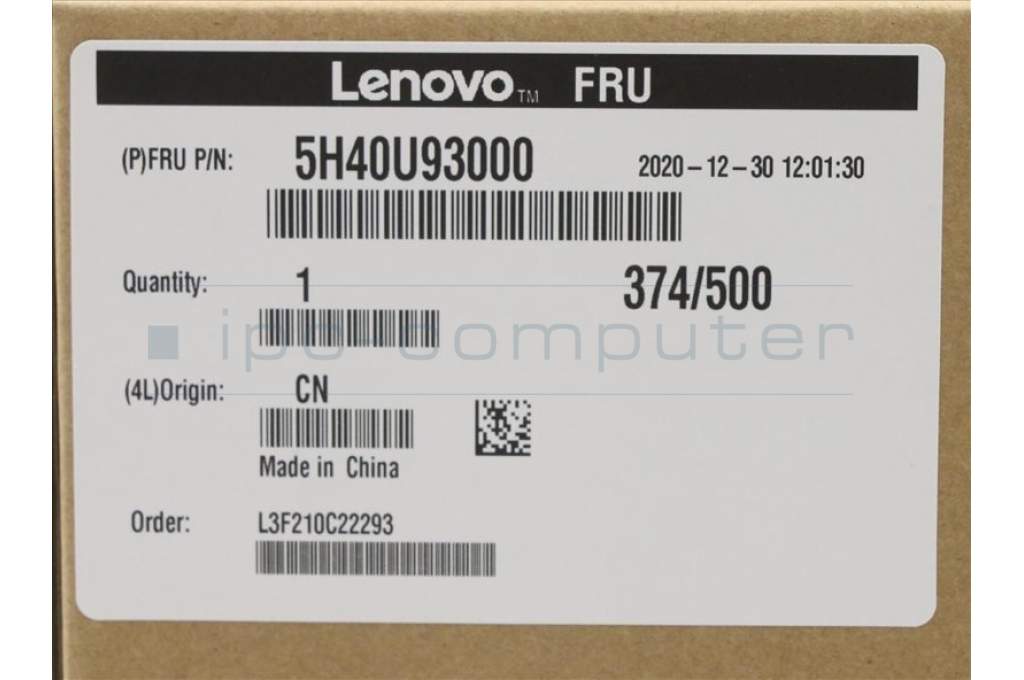 Lenovo™ FRU
(P)FRU P/N: 5H40U93000 2020-12-30 12:01:30
Quantity: 1 374/500
ipc-computer
(4L)Origin: CN
Made in China
Order: L3F210C22293